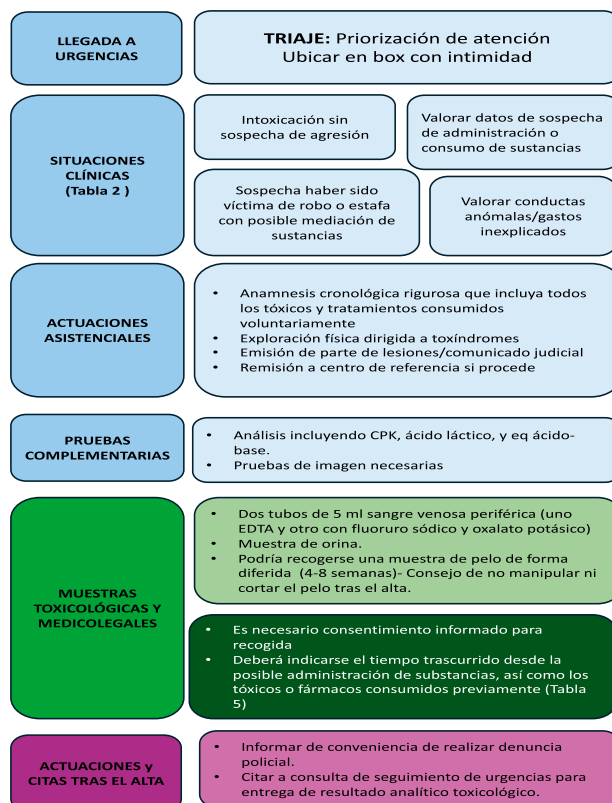 LLEGADA A
URGENCIAS
TRIAJE: Priorización de atención
Ubicar en box con intimidad
SITUACIONES
CLÍNICAS
(Tabla 2 )
Intoxicación sin
sospecha de agresión
Valorar datos de sospecha
de administración o
consumo de sustancias
Sospecha haber sido
víctima de robo o estafa
con posible mediación de
sustancias
Valorar conductas
anómalas/gastos
inexplicados
ACTUACIONES
ASISTENCIALES
• Anamnesis cronológica rigurosa que incluya todos
los tóxicos y tratamientos consumidos
voluntariamente
• Exploración física dirigida a toxíndromes
• Emisión de parte de lesiones/comunicado judicial
• Remisión a centro de referencia si procede
PRUEBAS
COMPLEMENTARIAS
• Análisis incluyendo CPK, ácido láctico, y eq ácido-
base.
• Pruebas de imagen necesarias
MUESTRAS
TOXICOLÓGICAS Y
MEDICOLEGALES
• Dos tubos de 5 ml sangre venosa periférica (uno
EDTA y otro con fluoruro sódico y oxalato potásico)
• Muestra de orina.
• Podría recogerse una muestra de pelo de forma
diferida (4-8 semanas)- Consejo de no manipular ni
cortar el pelo tras el alta.
• Es necesario consentimiento informado para
recogida
• Deberá indicarse el tiempo trascurrido desde la
posible administración de substancias, así como los
tóxicos o fármacos consumidos previamente (Tabla
5)
ACTUACIONES y
CITAS TRAS EL ALTA
• Informar de conveniencia de realizar denuncia
policial.
• Citar a consulta de seguimiento de urgencias para
entrega de resultado analítico toxicológico.